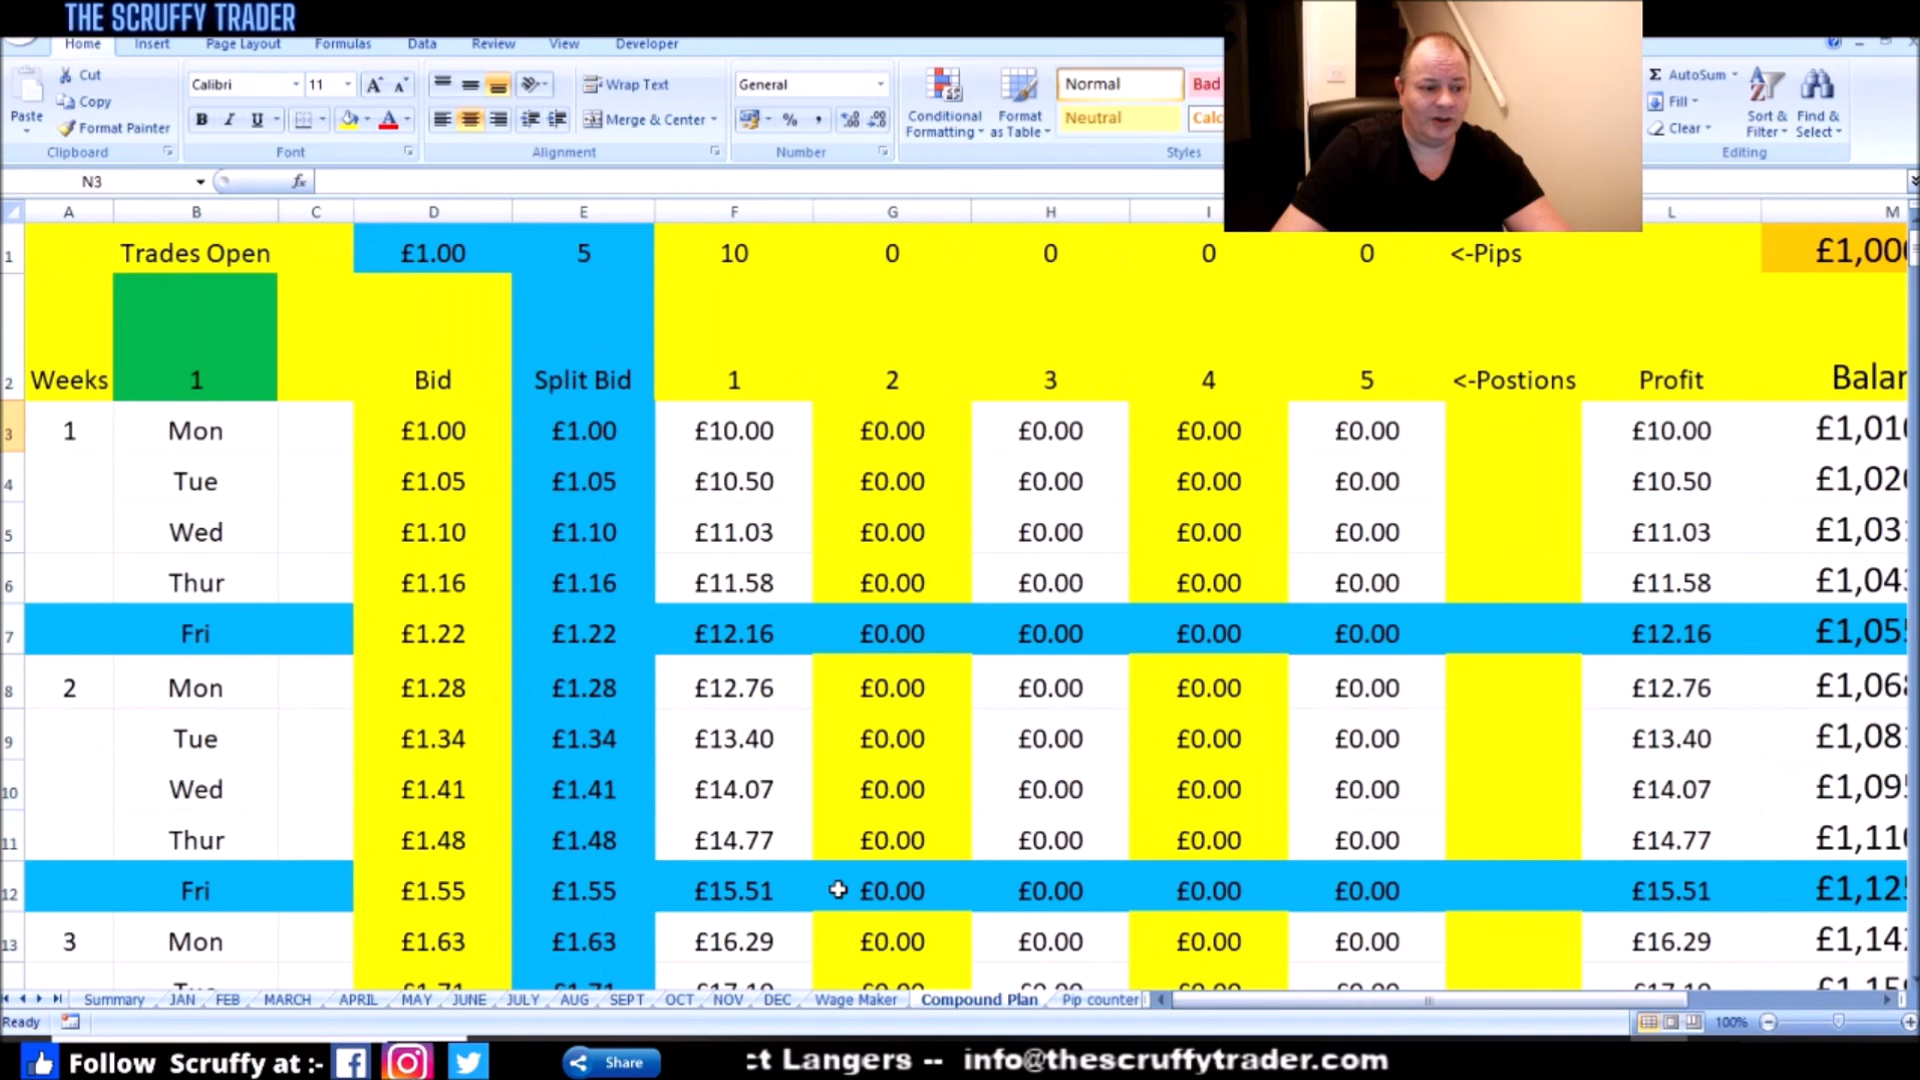 THE SCRUFFY TRADER
Home Insert Page Layout Formulas Data Review View Developer
Paste
Cut
Copy
Format Painter
Clipboard
Calibri 11
B I U
Font
Wrap Text
Merge & Center
Alignment
General
Number
Conditional Formatting
Format as Table
Normal Bad
Neutral
Styles
AutoSum
Fill
Clear
Sort & Filter
Find & Select
Editing
N3 fx
A B C D E F G H I L M
1 Trades Open £1.00 5 10 0 0 0 0 <-Pips
2 Weeks 1 Bid Split Bid 1 2 3 4 5 <-Postions Profit
3 1 Mon £1.00 £1.00 £10.00 £0.00 £0.00 £0.00 £0.00 £10.00
4 Tue £1.05 £1.05 £10.50 £0.00 £0.00 £0.00 £0.00 £10.50
5 Wed £1.10 £1.10 £11.03 £0.00 £0.00 £0.00 £0.00 £11.03
6 Thur £1.16 £1.16 £11.58 £0.00 £0.00 £0.00 £0.00 £11.58
7 Fri £1.22 £1.22 £12.16 £0.00 £0.00 £0.00 £0.00 £12.16
8 2 Mon £1.28 £1.28 £12.76 £0.00 £0.00 £0.00 £0.00 £12.76
9 Tue £1.34 £1.34 £13.40 £0.00 £0.00 £0.00 £0.00 £13.40
10 Wed £1.41 £1.41 £14.07 £0.00 £0.00 £0.00 £0.00 £14.07
11 Thur £1.48 £1.48 £14.77 £0.00 £0.00 £0.00 £0.00 £14.77
12 Fri £1.55 £1.55 £15.51 £0.00 £0.00 £0.00 £0.00 £15.51
13 3 Mon £1.63 £1.63 £16.29 £0.00 £0.00 £0.00 £0.00 £16.29
Summary JAN FEB MARCH APRIL MAY JUNE JULY AUG SEPT OCT NOV DEC Wage Maker Compound Plan Pip counter
Ready 100%
Follow Scruffy at :- Share ct Langers -- info@thescruffytrader.com